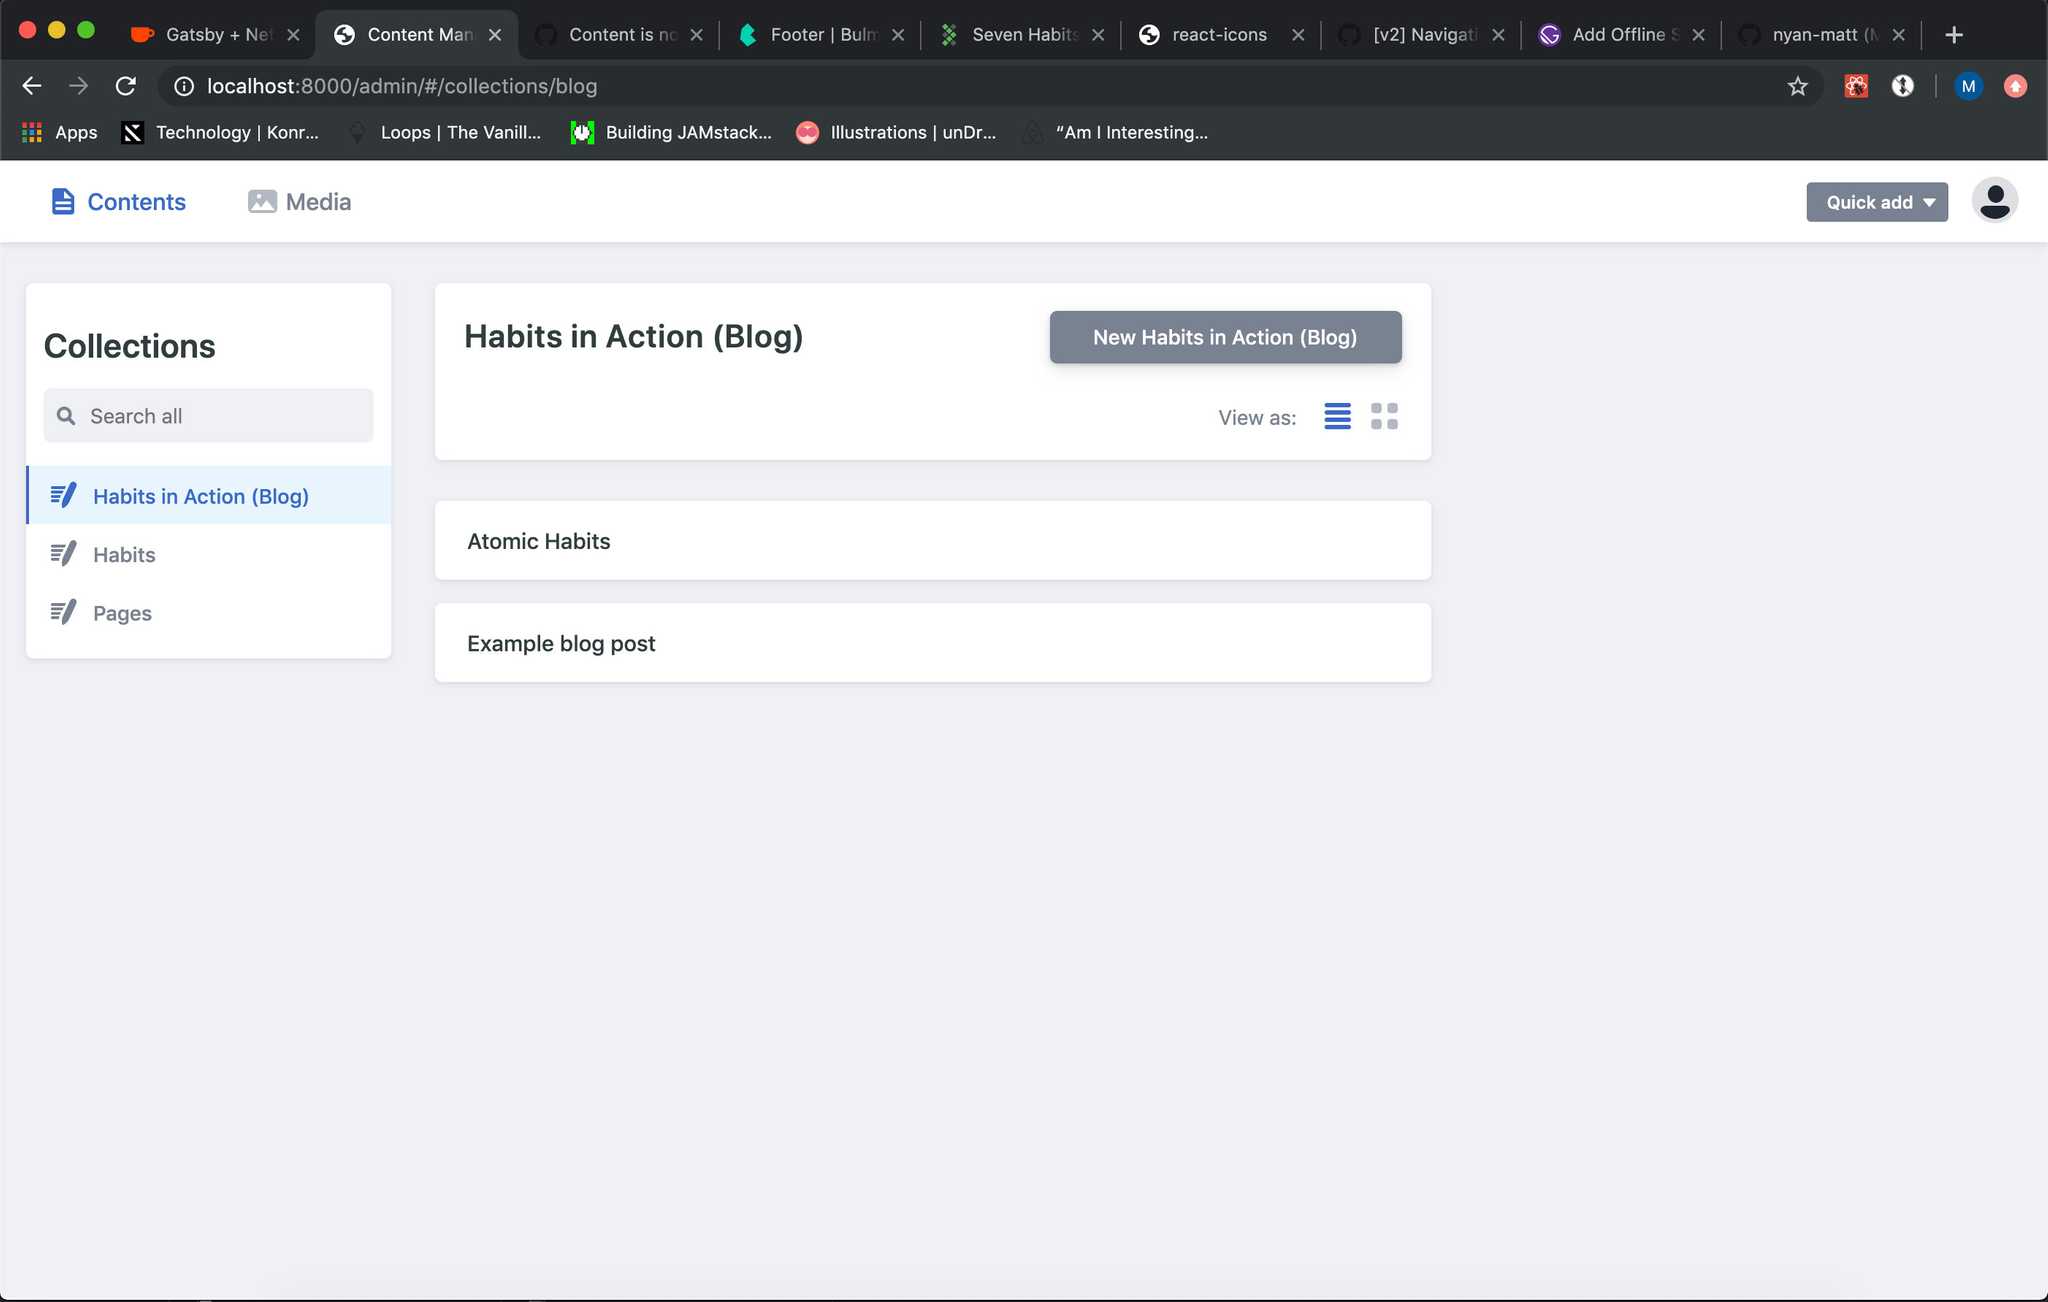 Gatsby + Net
Content Man
Content is no
Footer | Bulm
Seven Habits
react-icons
[v2] Navigati
Add Offline S
nyan-matt (M
localhost:8000/admin/#/collections/blog
M
Apps
Technology | Konr...
Loops | The Vanill...
Building JAMstack...
Illustrations | unDr...
“Am I Interesting...
Contents
Media
Quick add
Collections
Search all
Habits in Action (Blog)
Habits
Pages
Habits in Action (Blog)
New Habits in Action (Blog)
View as:
Atomic Habits
Example blog post